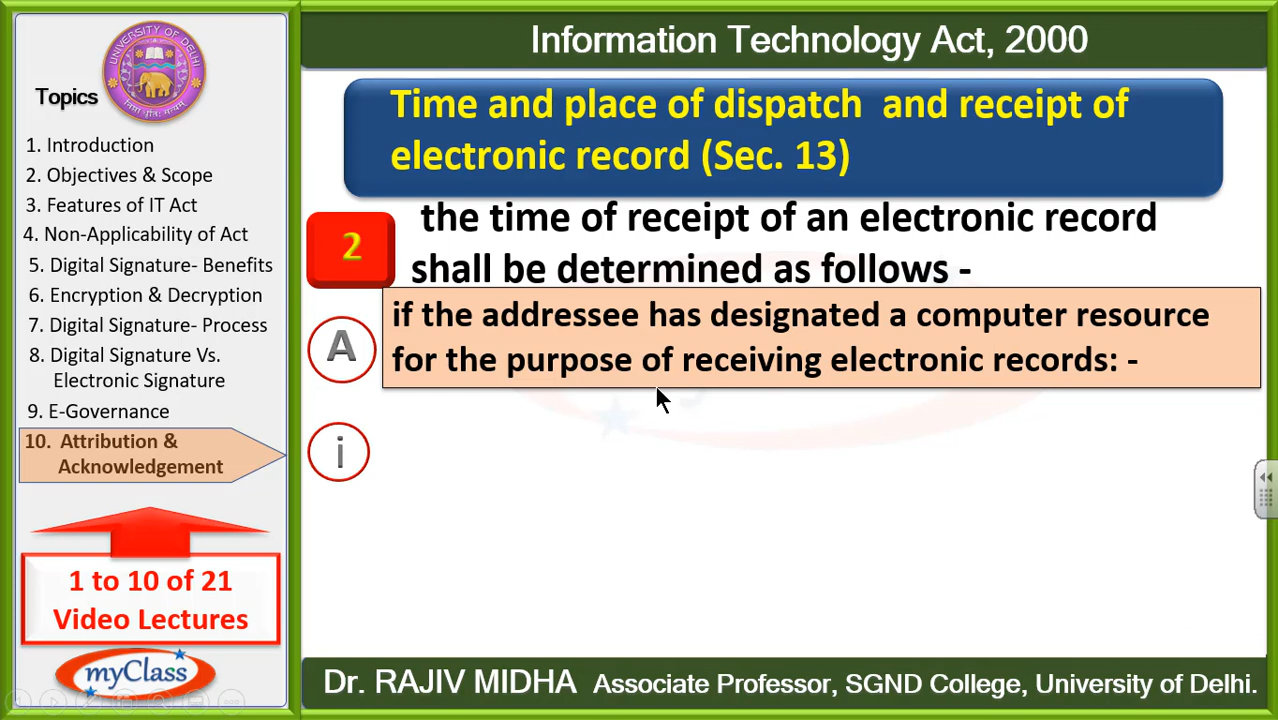 Information Technology Act, 2000
Topics
UNIVERSITY OF DELHI
1. Introduction
2. Objectives & Scope
3. Features of IT Act
4. Non-Applicability of Act
5. Digital Signature- Benefits
6. Encryption & Decryption
7. Digital Signature- Process
8. Digital Signature Vs.
Electronic Signature
9. E-Governance
10. Attribution &
Acknowledgement
1 to 10 of 21
Video Lectures
myClass
Time and place of dispatch and receipt of
electronic record (Sec. 13)
2
the time of receipt of an electronic record
shall be determined as follows -
A
if the addressee has designated a computer resource
for the purpose of receiving electronic records: -
i
Dr. RAJIV MIDHA Associate Professor, SGND College, University of Delhi.